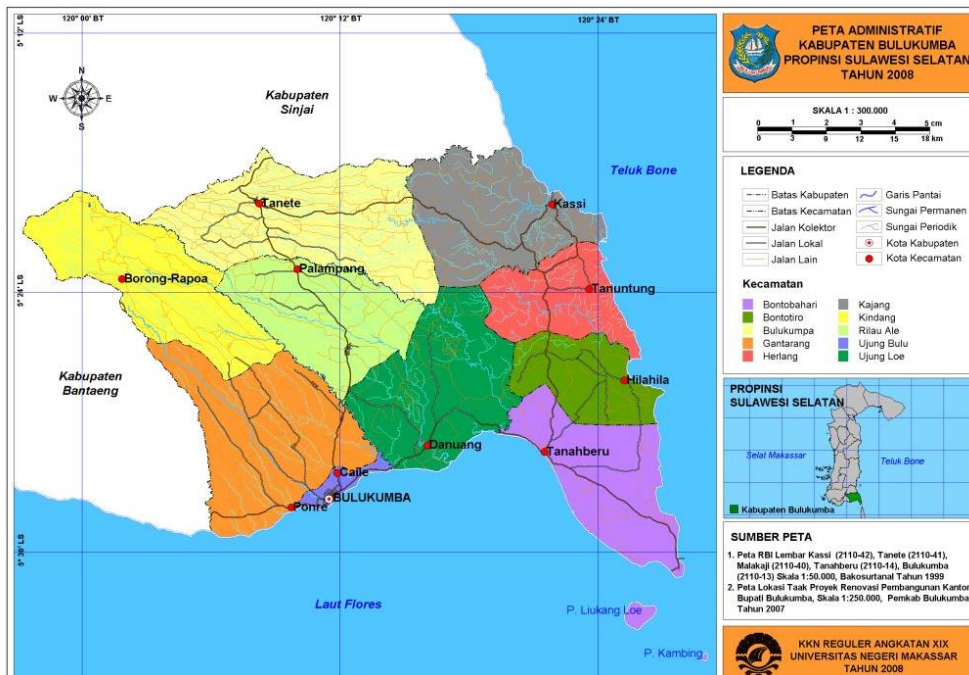 120° 00' BT
120° 12' BT
120° 24' BT
5° 12' LS
5° 24' LS
5° 36' LS
N
W
E
S
Kabupaten
Sinjai
Teluk Bone
Tanete
Kassi
Palampang
Borong-Rapoa
Tanuntung
Kabupaten
Bantaeng
Hilahila
Danuang
Tanahberu
Caile
BULUKUMBA
Ponre
Laut Flores
P. Liukang Loe
P. Kambing
PETA ADMINISTRATIF
KABUPATEN BULUKUMBA
PROPINSI SULAWESI SELATAN
TAHUN 2008
SKALA 1 : 300.000
0 1 2 3 4 5 cm
0 3 9 12 15 18 km
LEGENDA
Batas Kabupaten
Batas Kecamatan
Jalan Kolektor
Jalan Lokal
Jalan Lain
Garis Pantai
Sungai Permanen
Sungai Periodik
Kota Kabupaten
Kota Kecamatan
Kecamatan
Bontobahari
Bontotiro
Bulukumpa
Gantarang
Herlang
Kajang
Kindang
Rilau Ale
Ujung Bulu
Ujung Loe
PROPINSI
SULAWESI SELATAN
Selat Makassar
Teluk Bone
Kabupaten Bulukumba
SUMBER PETA
1. Peta RBI Lembar Kassi (2110-42), Tanete (2110-41),
Malakaji (2110-40), Tanahberu (2110-14), Bulukumba
(2110-13) Skala 1:50.000, Bakosurtanal Tahun 1999
2. Peta Lokasi Taak Proyek Renovasi Pembangunan Kantor
Bupati Bulukumba, Skala 1:250.000, Pemkab Bulukumba
Tahun 2007
KKN REGULER ANGKATAN XIX
UNIVERSITAS NEGERI MAKASSAR
TAHUN 2008